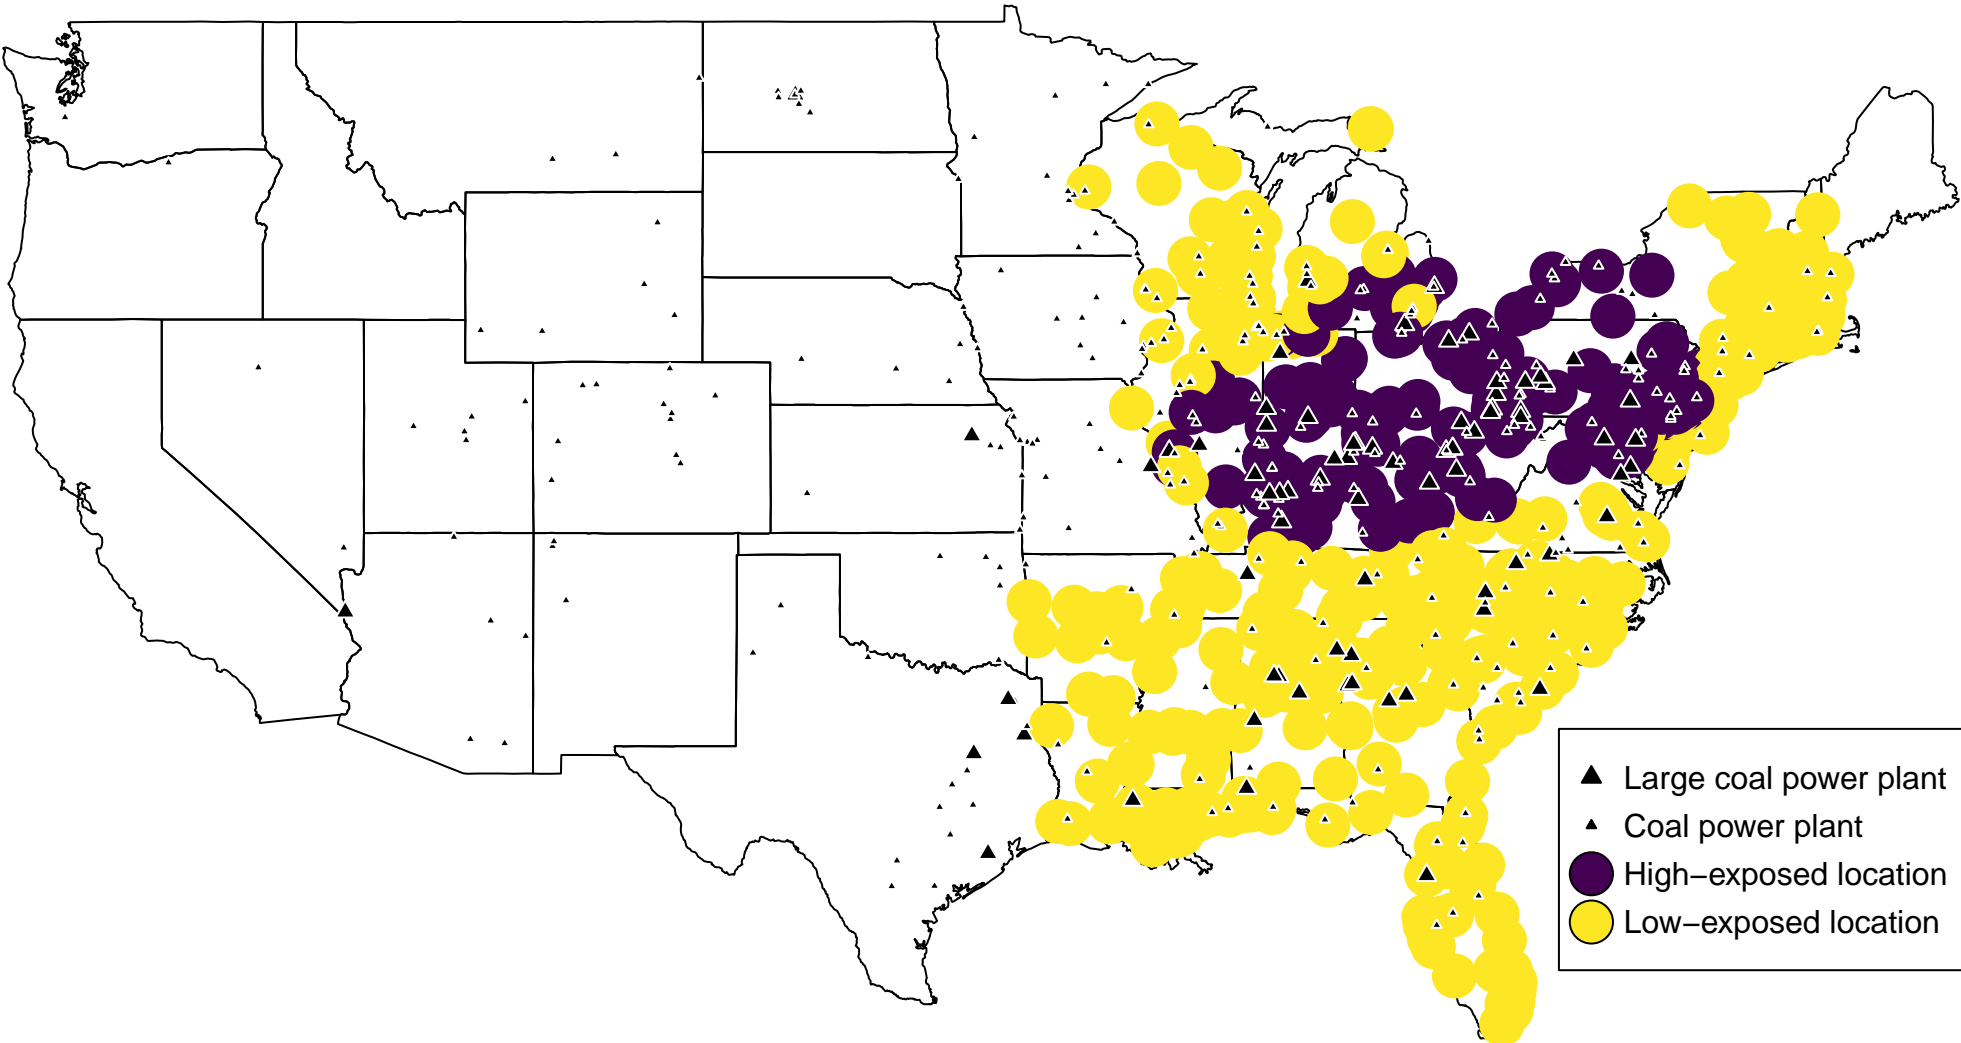 Large coal power plant
Coal power plant
High−exposed location
Low−exposed location